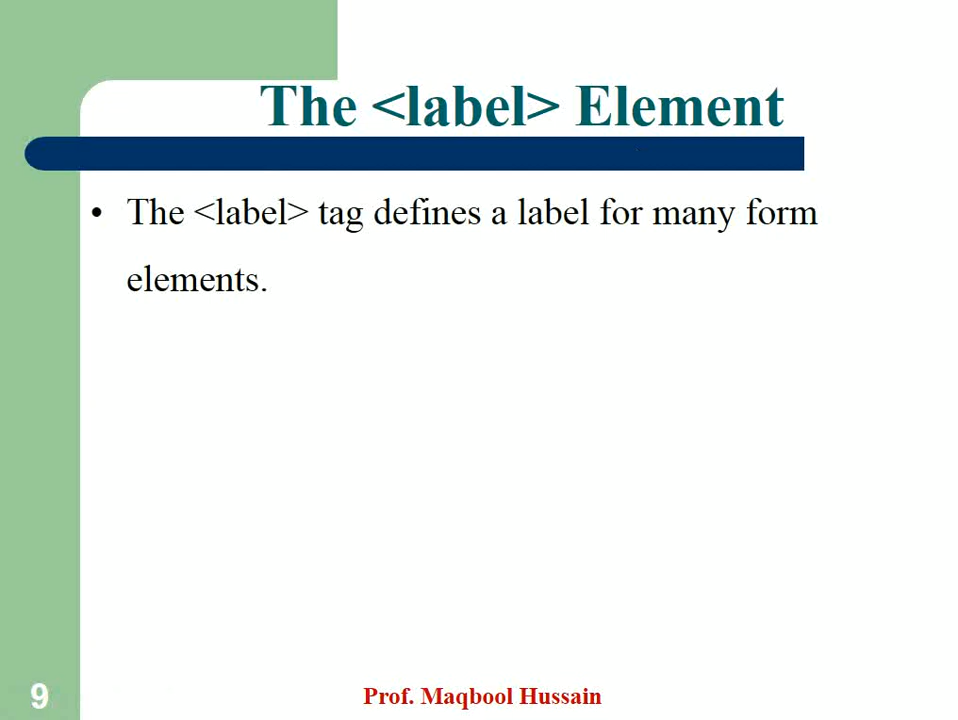 The <label> Element
• The <label> tag defines a label for many form
elements.
9
Prof. Maqbool Hussain